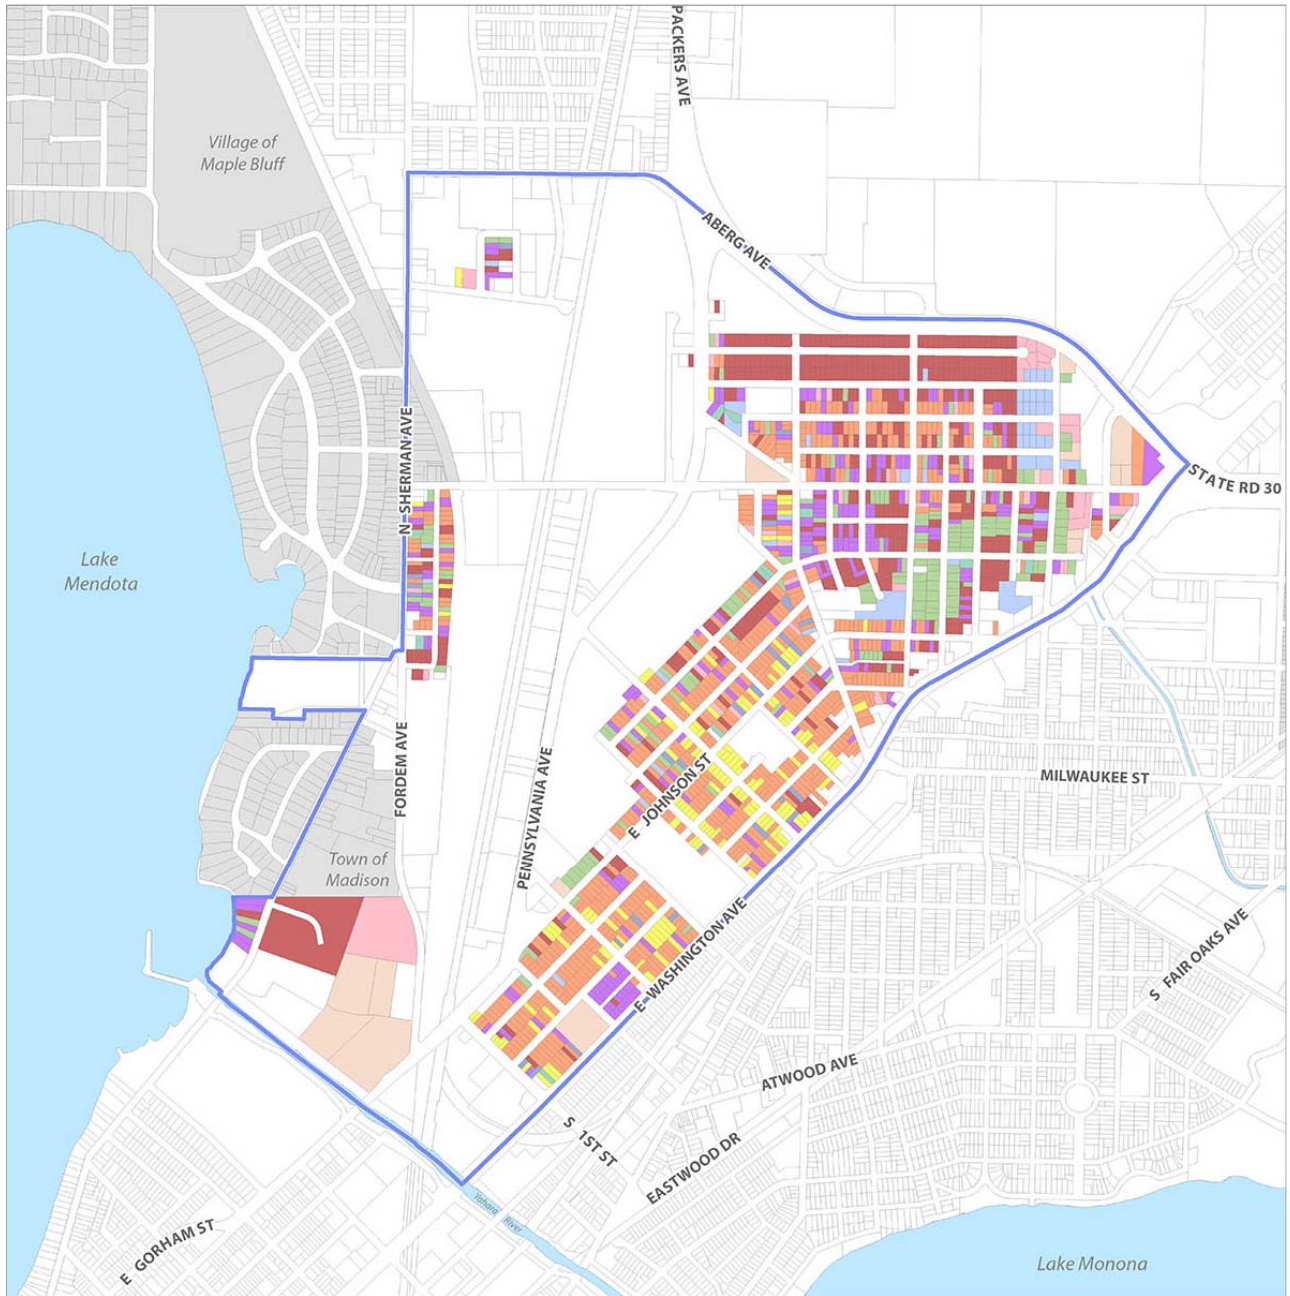 PACKERS AVE
Village of
Maple Bluff
ABERG AVE
N SHERMAN AVE
STATE RD 30
Lake
Mendota
FORDEM AVE
PENNSYLVANIA AVE
E JOHNSON ST
MILWAUKEE ST
Town of
Madison
E WASHINGTON AVE
S FAIR OAKS AVE
ATWOOD AVE
S 1ST ST
EASTWOOD DR
Yahara River
E GORHAM ST
Lake Monona